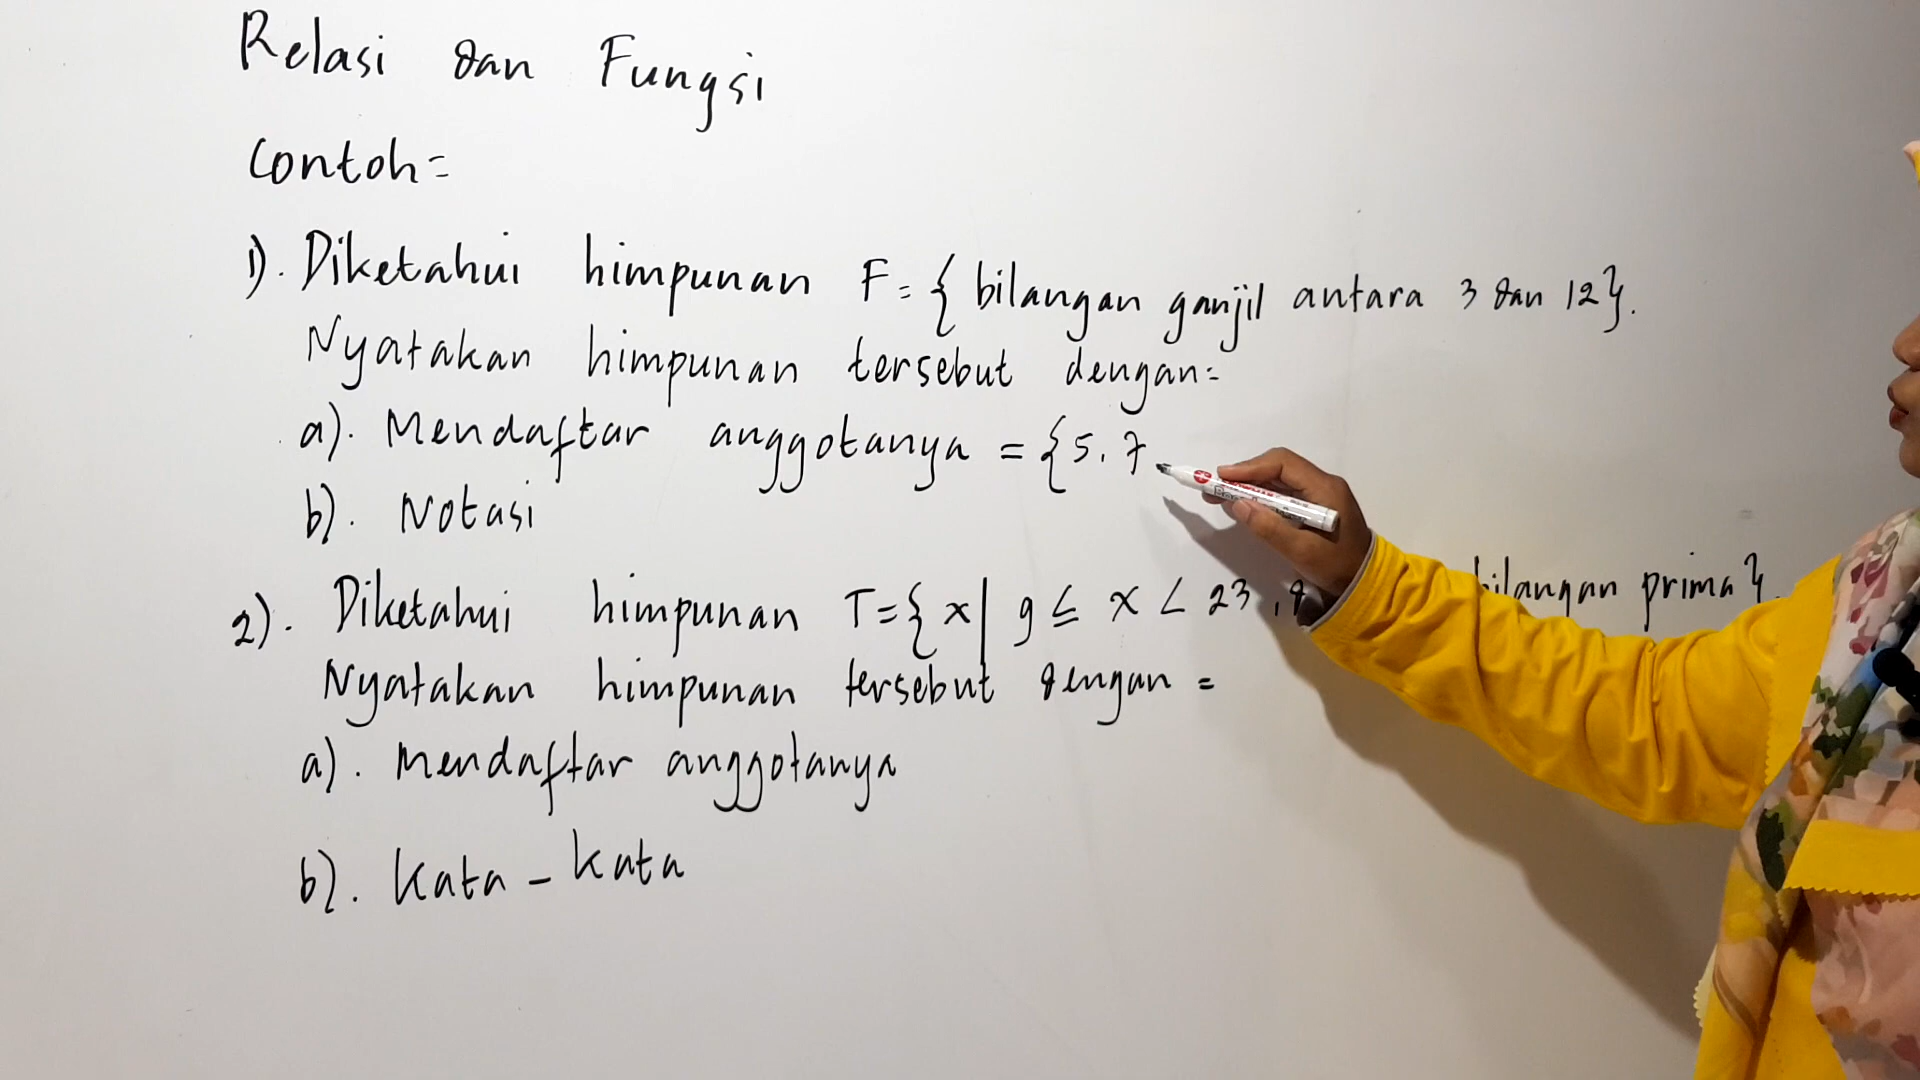 Relasi dan Fungsi
Contoh=
1). Diketahui himpunan F= { bilangan ganjil antara 3 dan 12}.
Nyatakan himpunan tersebut dengan=
a). Mendaftar anggotanya = {5, 7
b). Notasi
2). Diketahui himpunan T={ x| 9 ≤ x < 23 , bilangan prima}.
Nyatakan himpunan tersebut dengan =
a). Mendaftar anggotanya
b). Kata - Kata